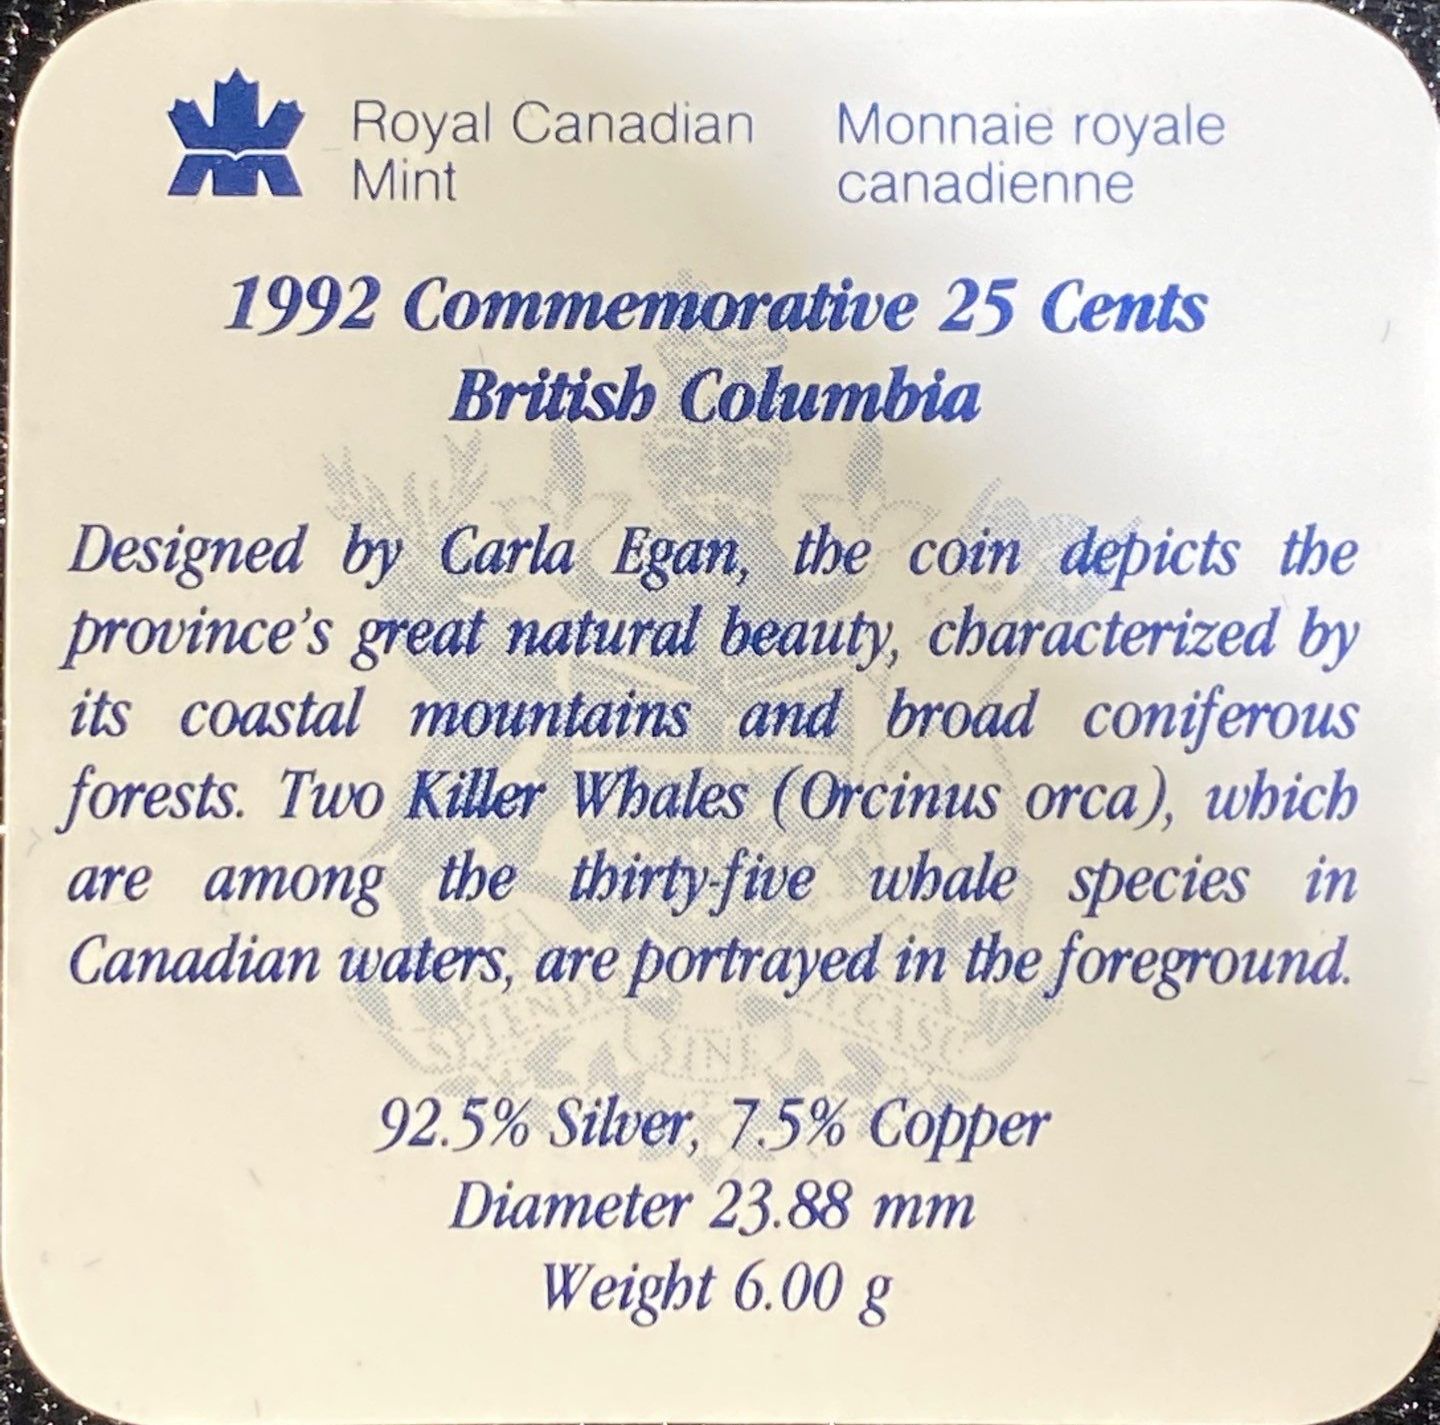 Royal Canadian Mint
Monnaie royale canadienne
1992 Commemorative 25 Cents
British Columbia
Designed by Carla Egan, the coin depicts the
province's great natural beauty, characterized by
its coastal mountains and broad coniferous
forests. Two Killer Whales (Orcinus orca), which
are among the thirty-five whale species in
Canadian waters, are portrayed in the foreground.
SINE
92.5% Silver, 7.5% Copper
Diameter 23.88 mm
Weight 6.00 g